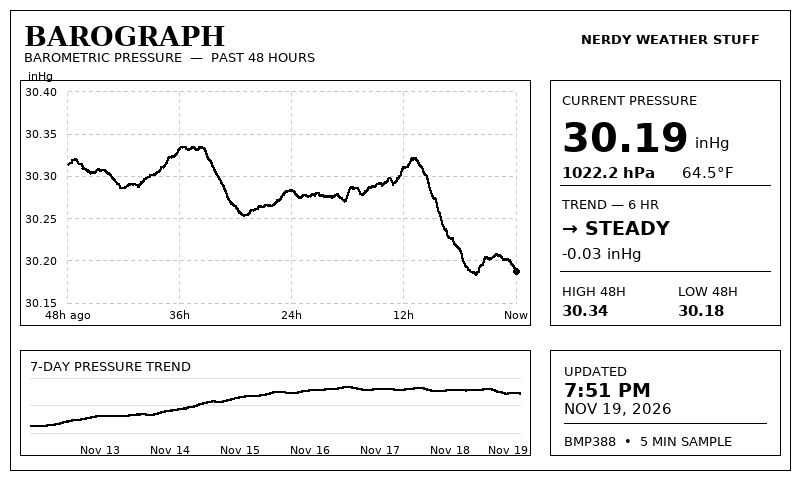 BAROGRAPH
BAROMETRIC PRESSURE — PAST 48 HOURS
NERDY WEATHER STUFF
inHg
30.40
30.35
30.30
30.25
30.20
30.15
48h ago 36h 24h 12h Now
CURRENT PRESSURE
30.19 inHg
1022.2 hPa 64.5°F
TREND — 6 HR
→ STEADY
-0.03 inHg
HIGH 48H LOW 48H
30.34 30.18
7-DAY PRESSURE TREND
Nov 13 Nov 14 Nov 15 Nov 16 Nov 17 Nov 18 Nov 19
UPDATED
7:51 PM
NOV 19, 2026
BMP388 • 5 MIN SAMPLE